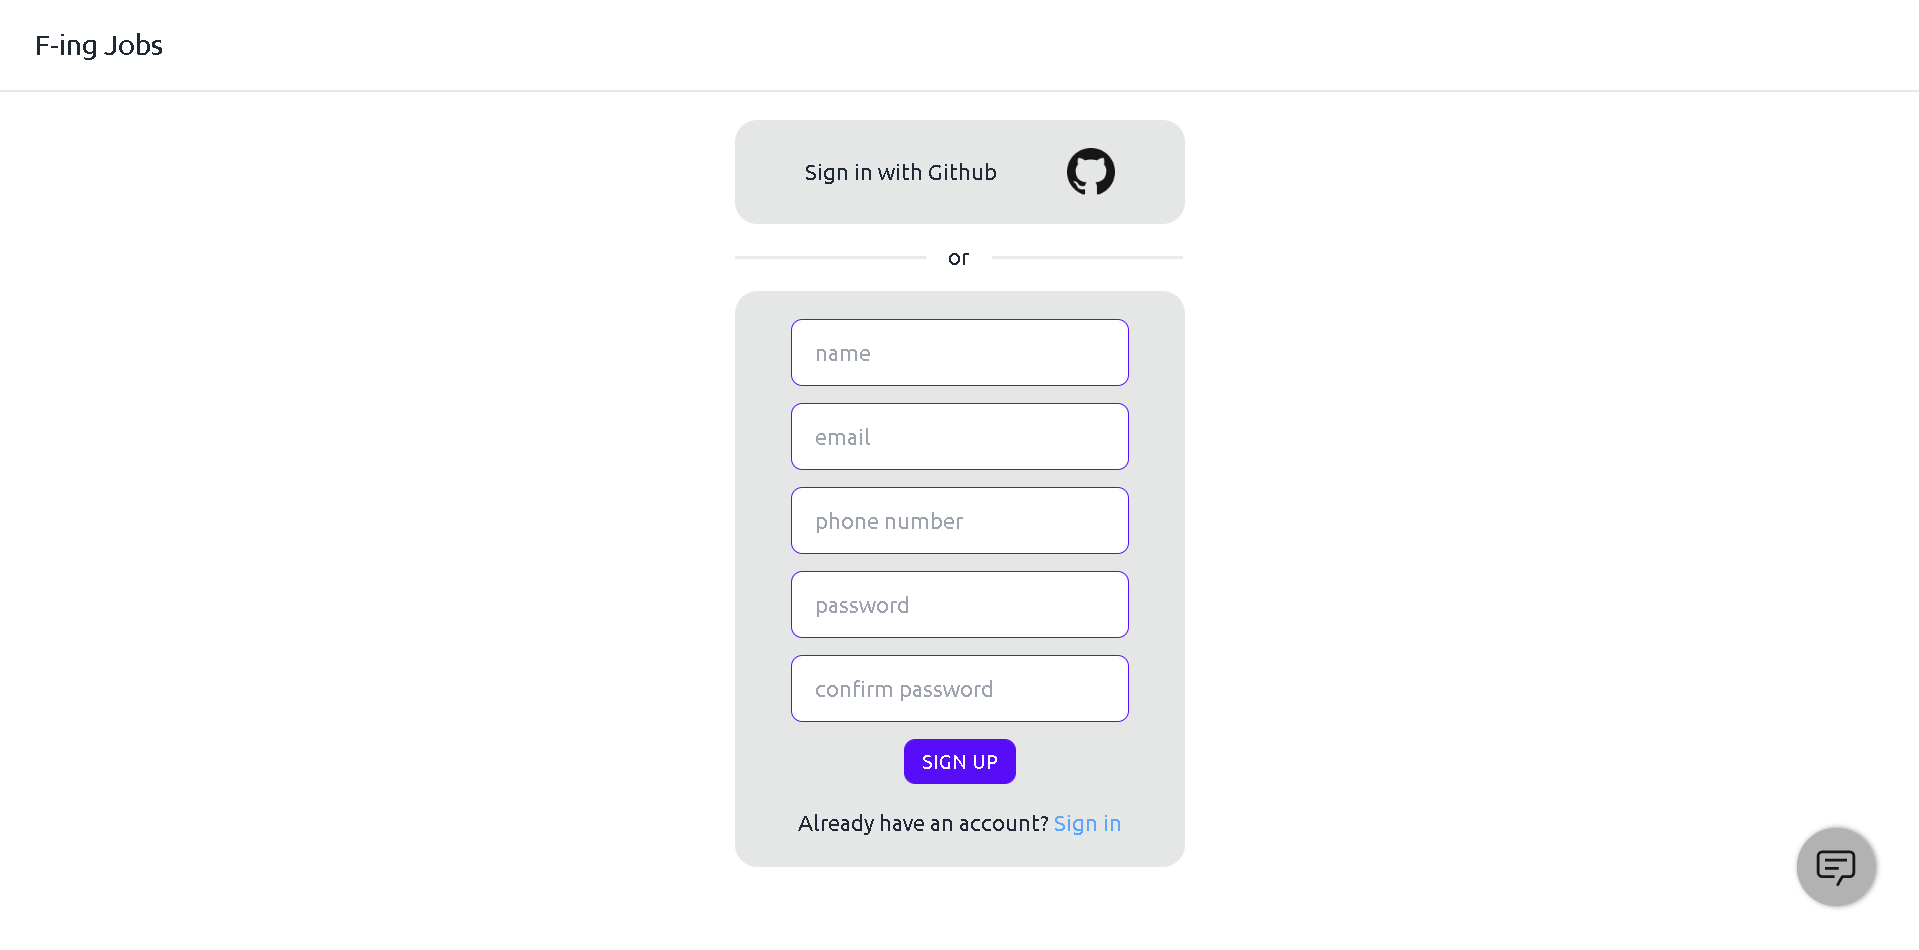 F-ing Jobs
Sign in with Github
or
name
email
phone number
password
confirm password
SIGN UP
Already have an account? Sign in